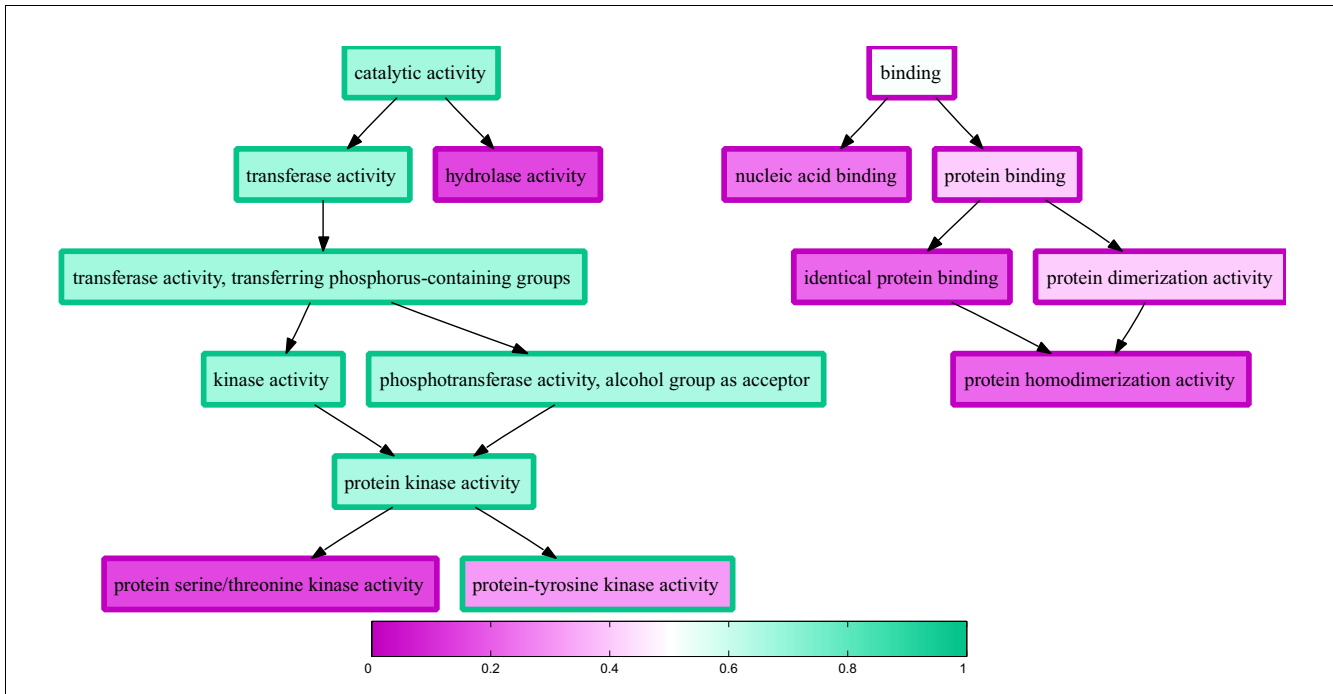 catalytic activity
binding
transferase activity
hydrolase activity
nucleic acid binding
protein binding
transferase activity, transferring phosphorus-containing groups
identical protein binding
protein dimerization activity
kinase activity
phosphotransferase activity, alcohol group as acceptor
protein homodimerization activity
protein kinase activity
protein serine/threonine kinase activity
protein-tyrosine kinase activity
0 0.2 0.4 0.6 0.8 1